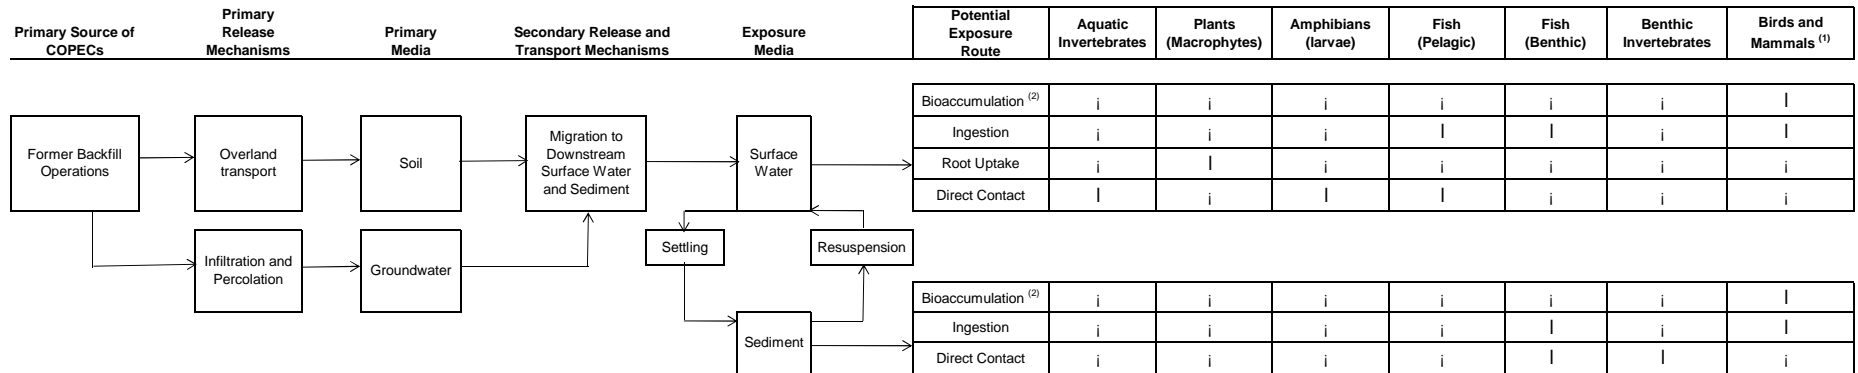 Primary Source of
COPECs
Primary
Release
Mechanisms
Primary
Media
Secondary Release and
Transport Mechanisms
Exposure
Media
Potential
Exposure
Route
Aquatic
Invertebrates
Plants
(Macrophytes)
Amphibians
(larvae)
Fish
(Pelagic)
Fish
(Benthic)
Benthic
Invertebrates
Birds and
Mammals (1)
Former Backfill
Operations
Overland
transport
Soil
Migration to
Downstream
Surface Water
and Sediment
Surface
Water
Bioaccumulation (2) ¡ ¡ ¡ ¡ ¡ ¡ l
Ingestion ¡ ¡ ¡ l l ¡ l
Root Uptake ¡ l ¡ ¡ ¡ ¡ ¡
Direct Contact l ¡ l l ¡ ¡ ¡
Infiltration and
Percolation
Groundwater
Settling
Resuspension
Sediment
Bioaccumulation (2) ¡ ¡ ¡ ¡ ¡ ¡ l
Ingestion ¡ ¡ ¡ ¡ l ¡ l
Direct Contact ¡ ¡ ¡ ¡ l l ¡